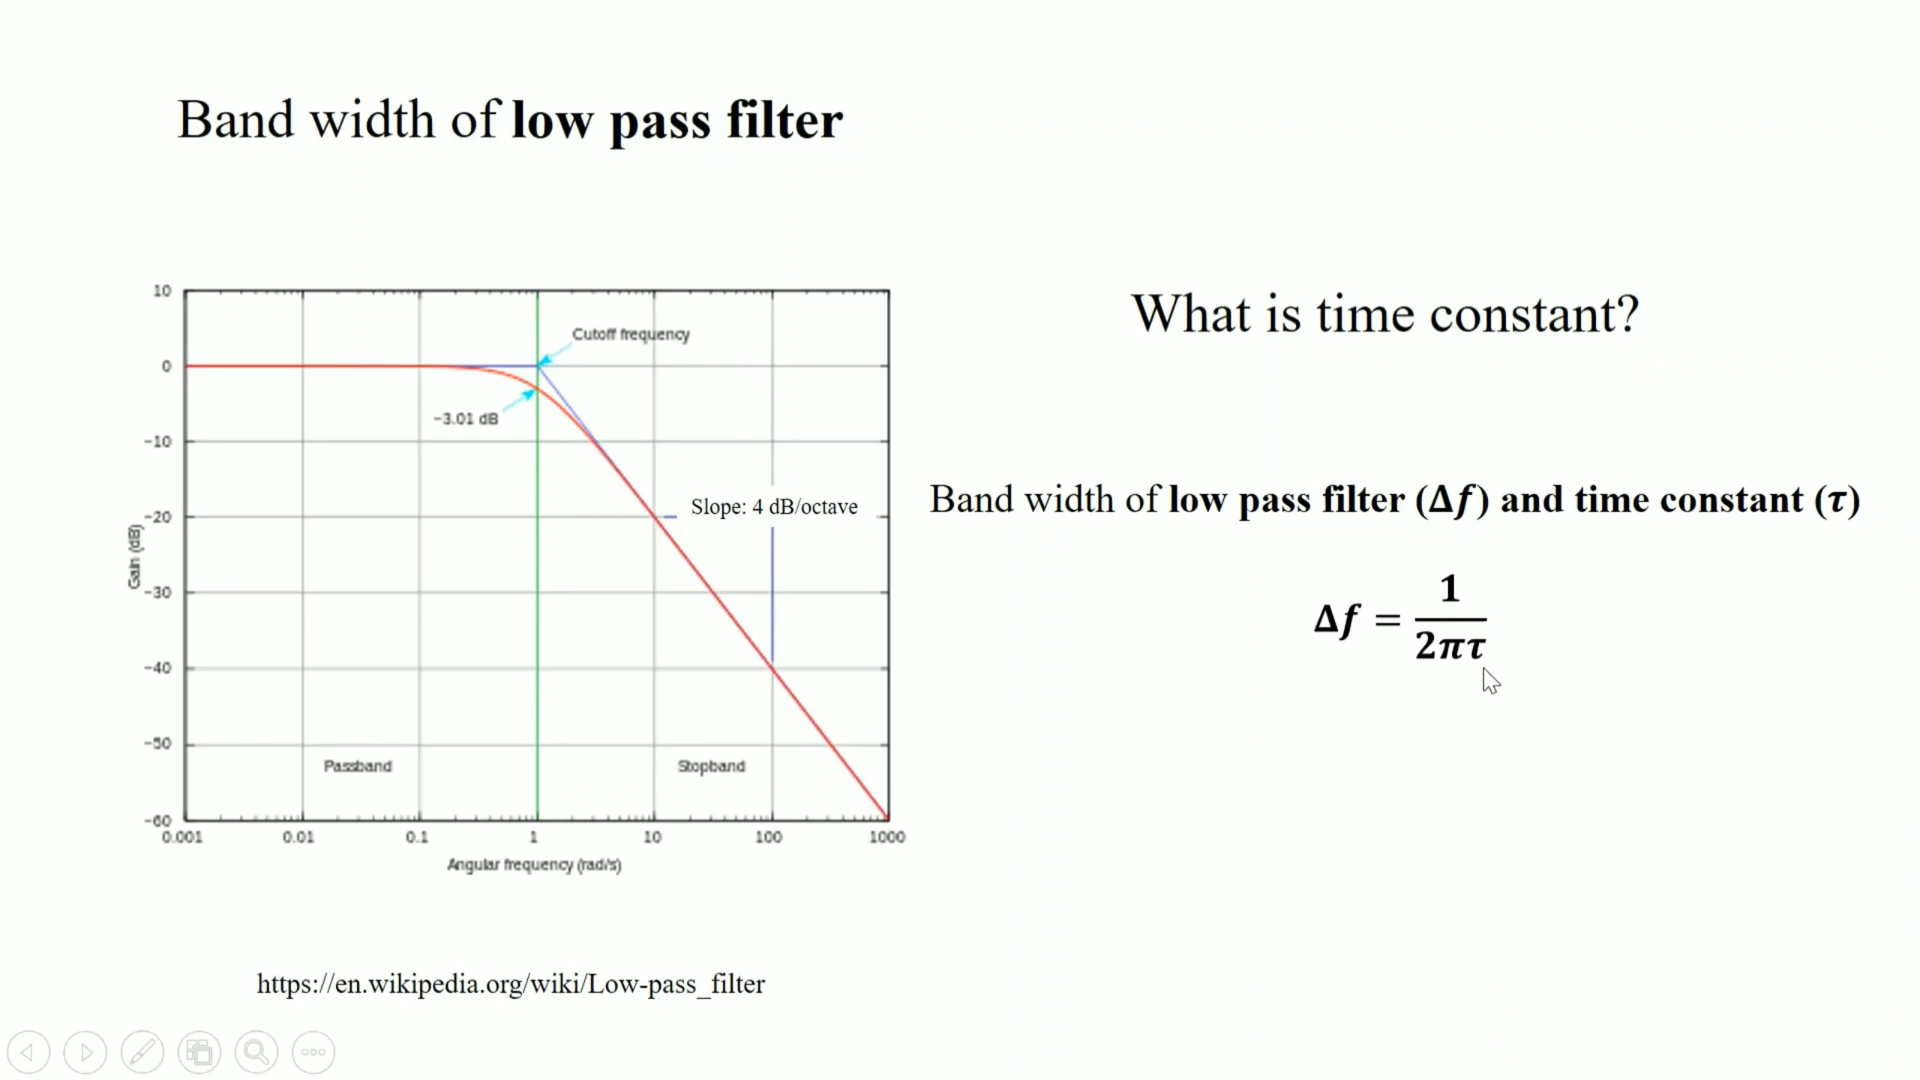 Band width of low pass filter
10
0
−10
−20
−30
−40
−50
−60
Gain (dB)
Cutoff frequency
−3.01 dB
Slope: 4 dB/octave
Passband
Stopband
0.001 0.01 0.1 1 10 100 1000
Angular frequency (rad/s)
https://en.wikipedia.org/wiki/Low-pass_filter
What is time constant?
Band width of low pass filter (Δf) and time constant (τ)
Δf = 1/2πτ